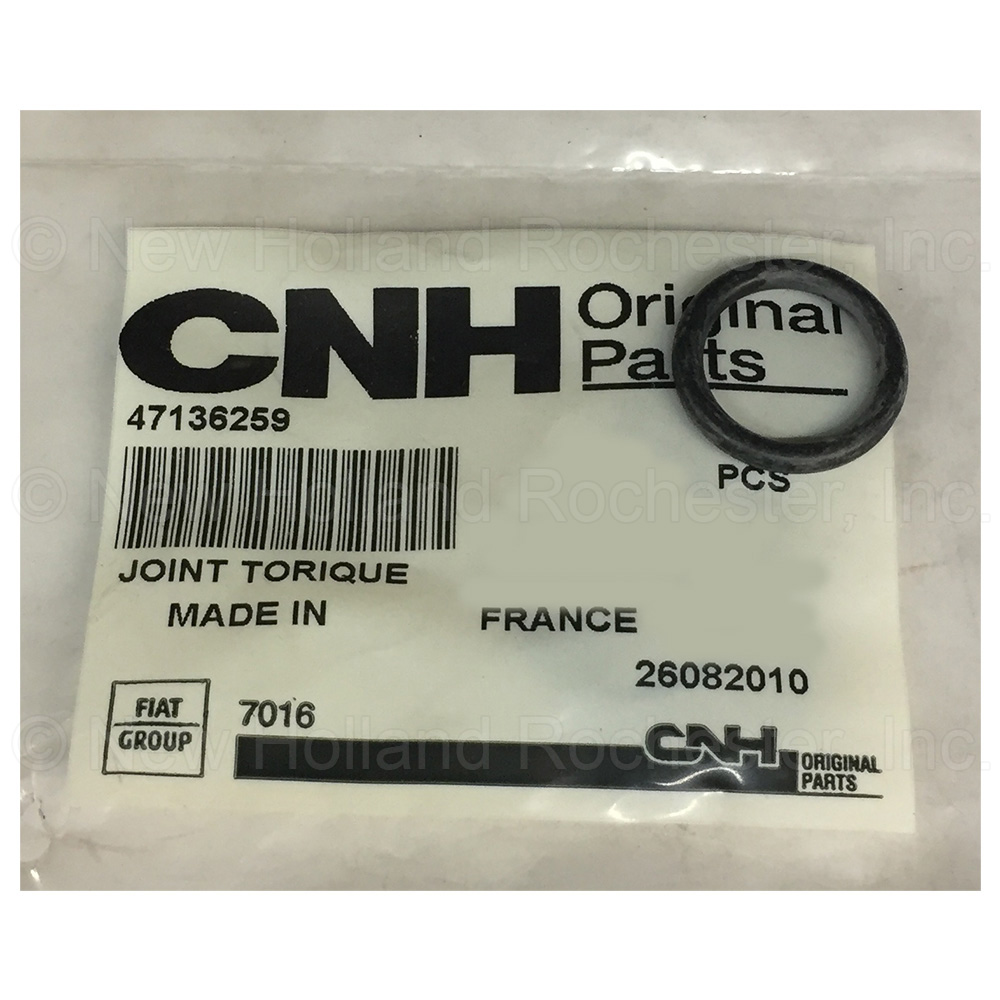 © New Holland Rochester, Inc.
CNH Original
Parts
47136259
PCS
© New Holland Rochester, Inc.
JOINT TORIQUE
MADE IN FRANCE
26082010
FIAT
GROUP
7016
© New Holland Rochester, Inc.
CNH ORIGINAL
PARTS